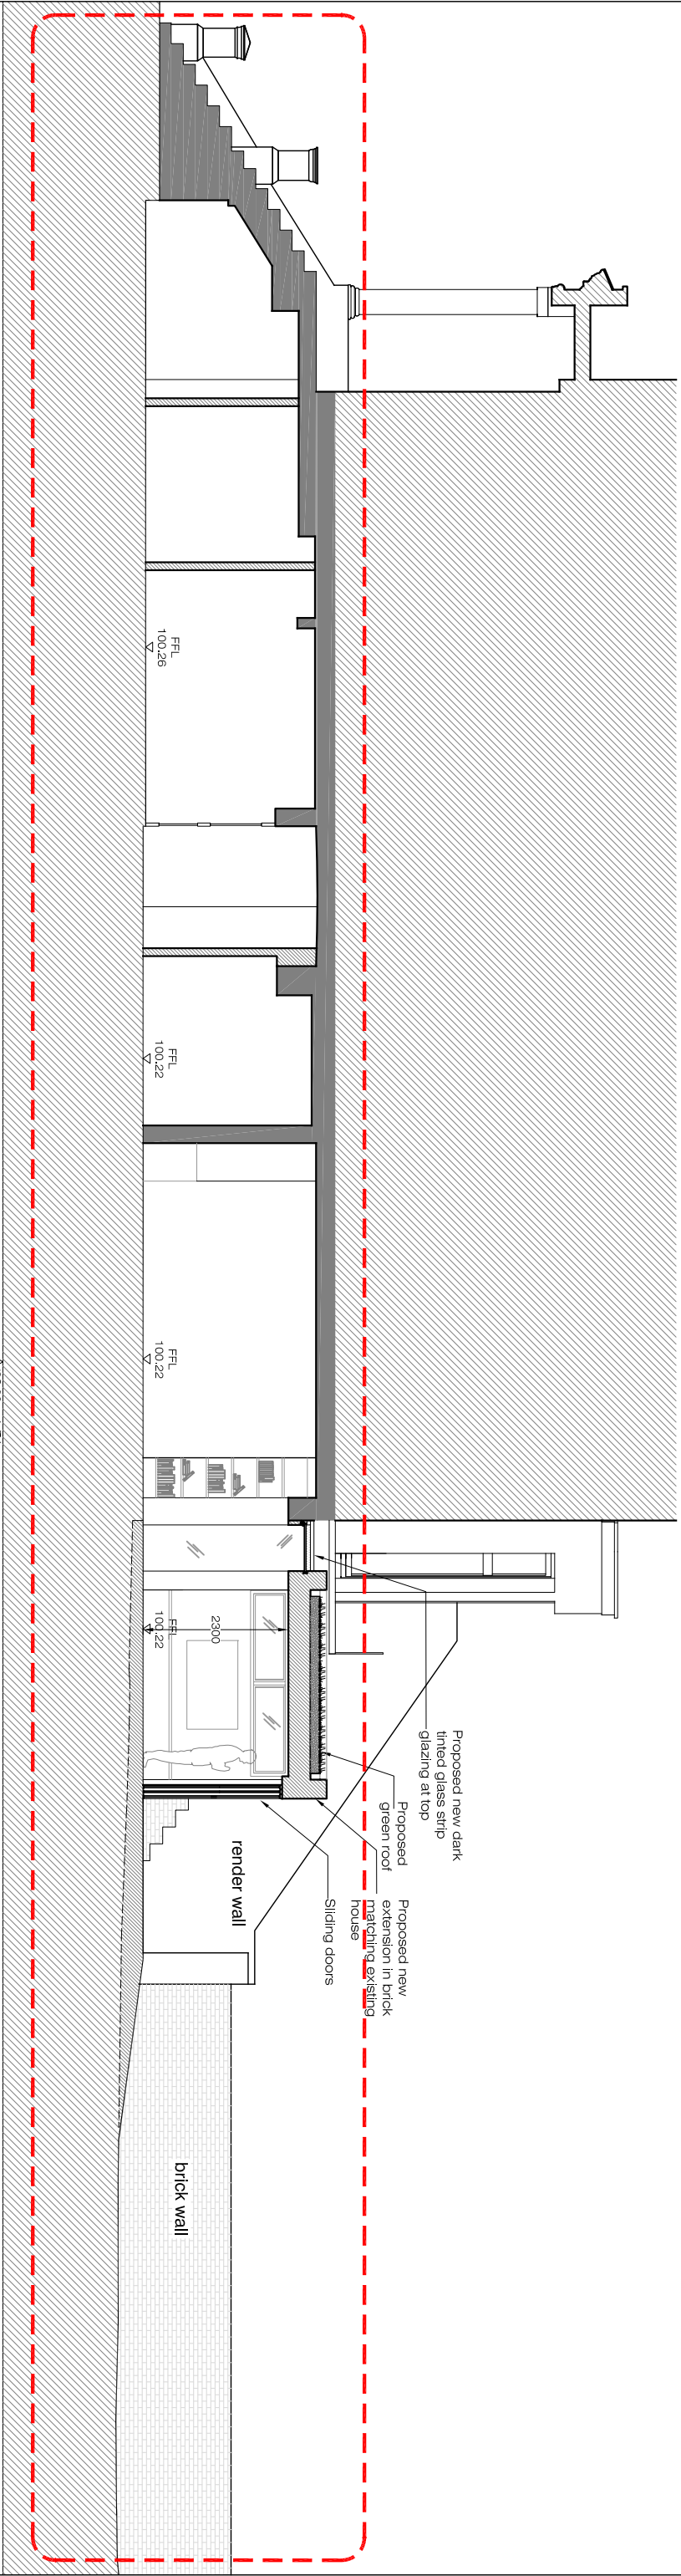 FFL
100.26
FFL
100.22
FFL
100.22
FFL
100.22
2300
Proposed new dark
tinted glass strip
glazing at top
Proposed
green roof
Proposed new
extension in brick
matching existing
house
Sliding doors
render wall
brick wall